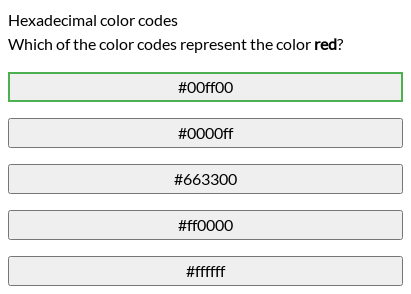 Hexadecimal color codes
Which of the color codes represent the color red?
#00ff00
#0000ff
#663300
#ff0000
#ffffff